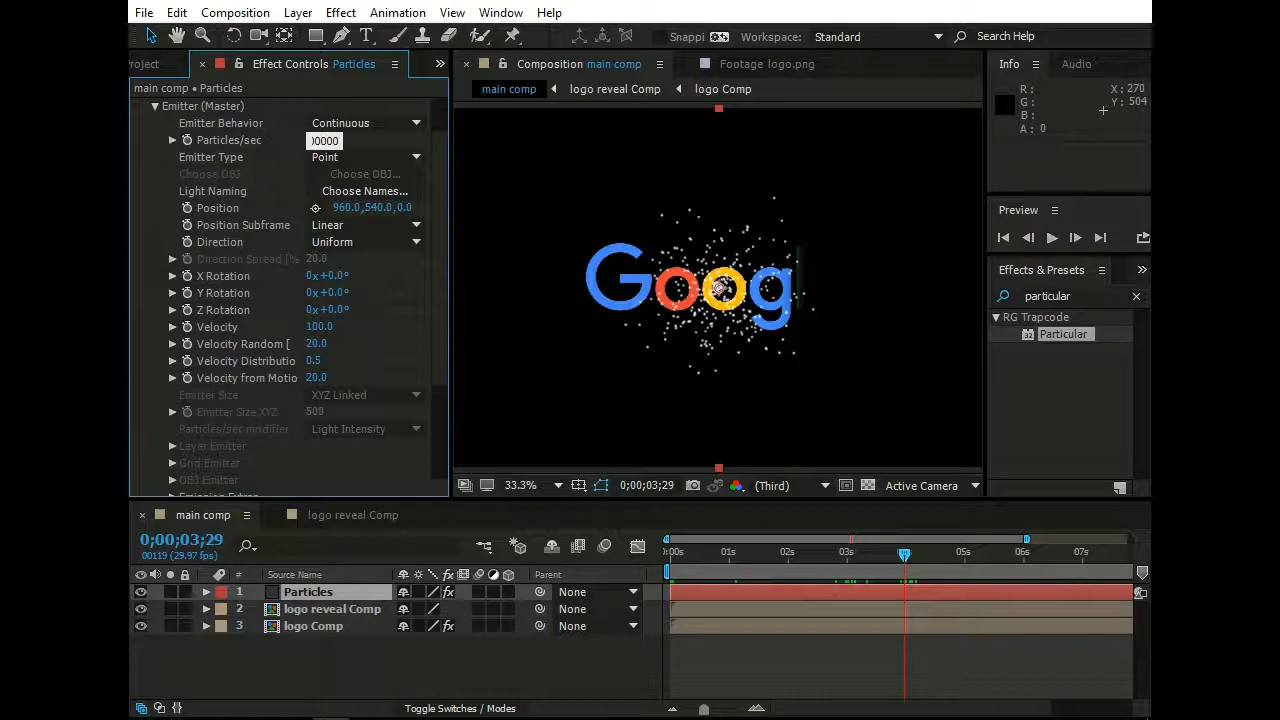 File Edit Composition Layer Effect Animation View Window Help
Snappi Workspace: Standard Search Help
roject × Effect Controls Particles » × Composition main comp Footage logo.png Info Audio
main comp • Particles
main comp logo reveal Comp logo Comp
R: X: 270
G: Y: 504
B:
A: 0
Emitter (Master)
Emitter Behavior Continuous
Particles/sec 00000
Emitter Type Point
Choose OBJ Choose OBJ...
Light Naming Choose Names...
Position 960.0,540.0,0.0
Position Subframe Linear
Direction Uniform
Direction Spread [% 20.0
X Rotation 0x+0.0°
Y Rotation 0x+0.0°
Z Rotation 0x+0.0°
Velocity 100.0
Velocity Random [ 20.0
Velocity Distributio 0.5
Velocity from Motio 20.0
Emitter Size XYZ Linked
Emitter Size XYZ 500
Particles/sec modifier Light Intensity
Layer Emitter
Grid Emitter
OBJ Emitter
Emission Extras
Goog
33.3% 0;00;03;29 (Third) Active Camera
Preview
Effects & Presets »
particular ×
RG Trapcode
32 Particular
× main comp logo reveal Comp
0;00;03;29
00119 (29.97 fps)
:00s 01s 02s 03s 05s 06s 07s
# Source Name fx Parent
1 Particles fx None
2 logo reveal Comp None
3 logo Comp fx None
Toggle Switches / Modes